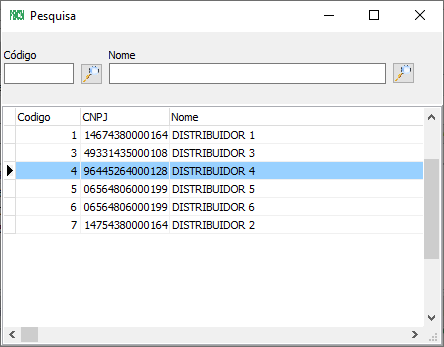 Pesquisa
Código Nome
Codigo CNPJ Nome
1 14674380000164 DISTRIBUIDOR 1
3 49331435000108 DISTRIBUIDOR 3
4 96445264000128 DISTRIBUIDOR 4
5 06564806000199 DISTRIBUIDOR 5
6 06564806000199 DISTRIBUIDOR 6
7 14754380000164 DISTRIBUIDOR 2